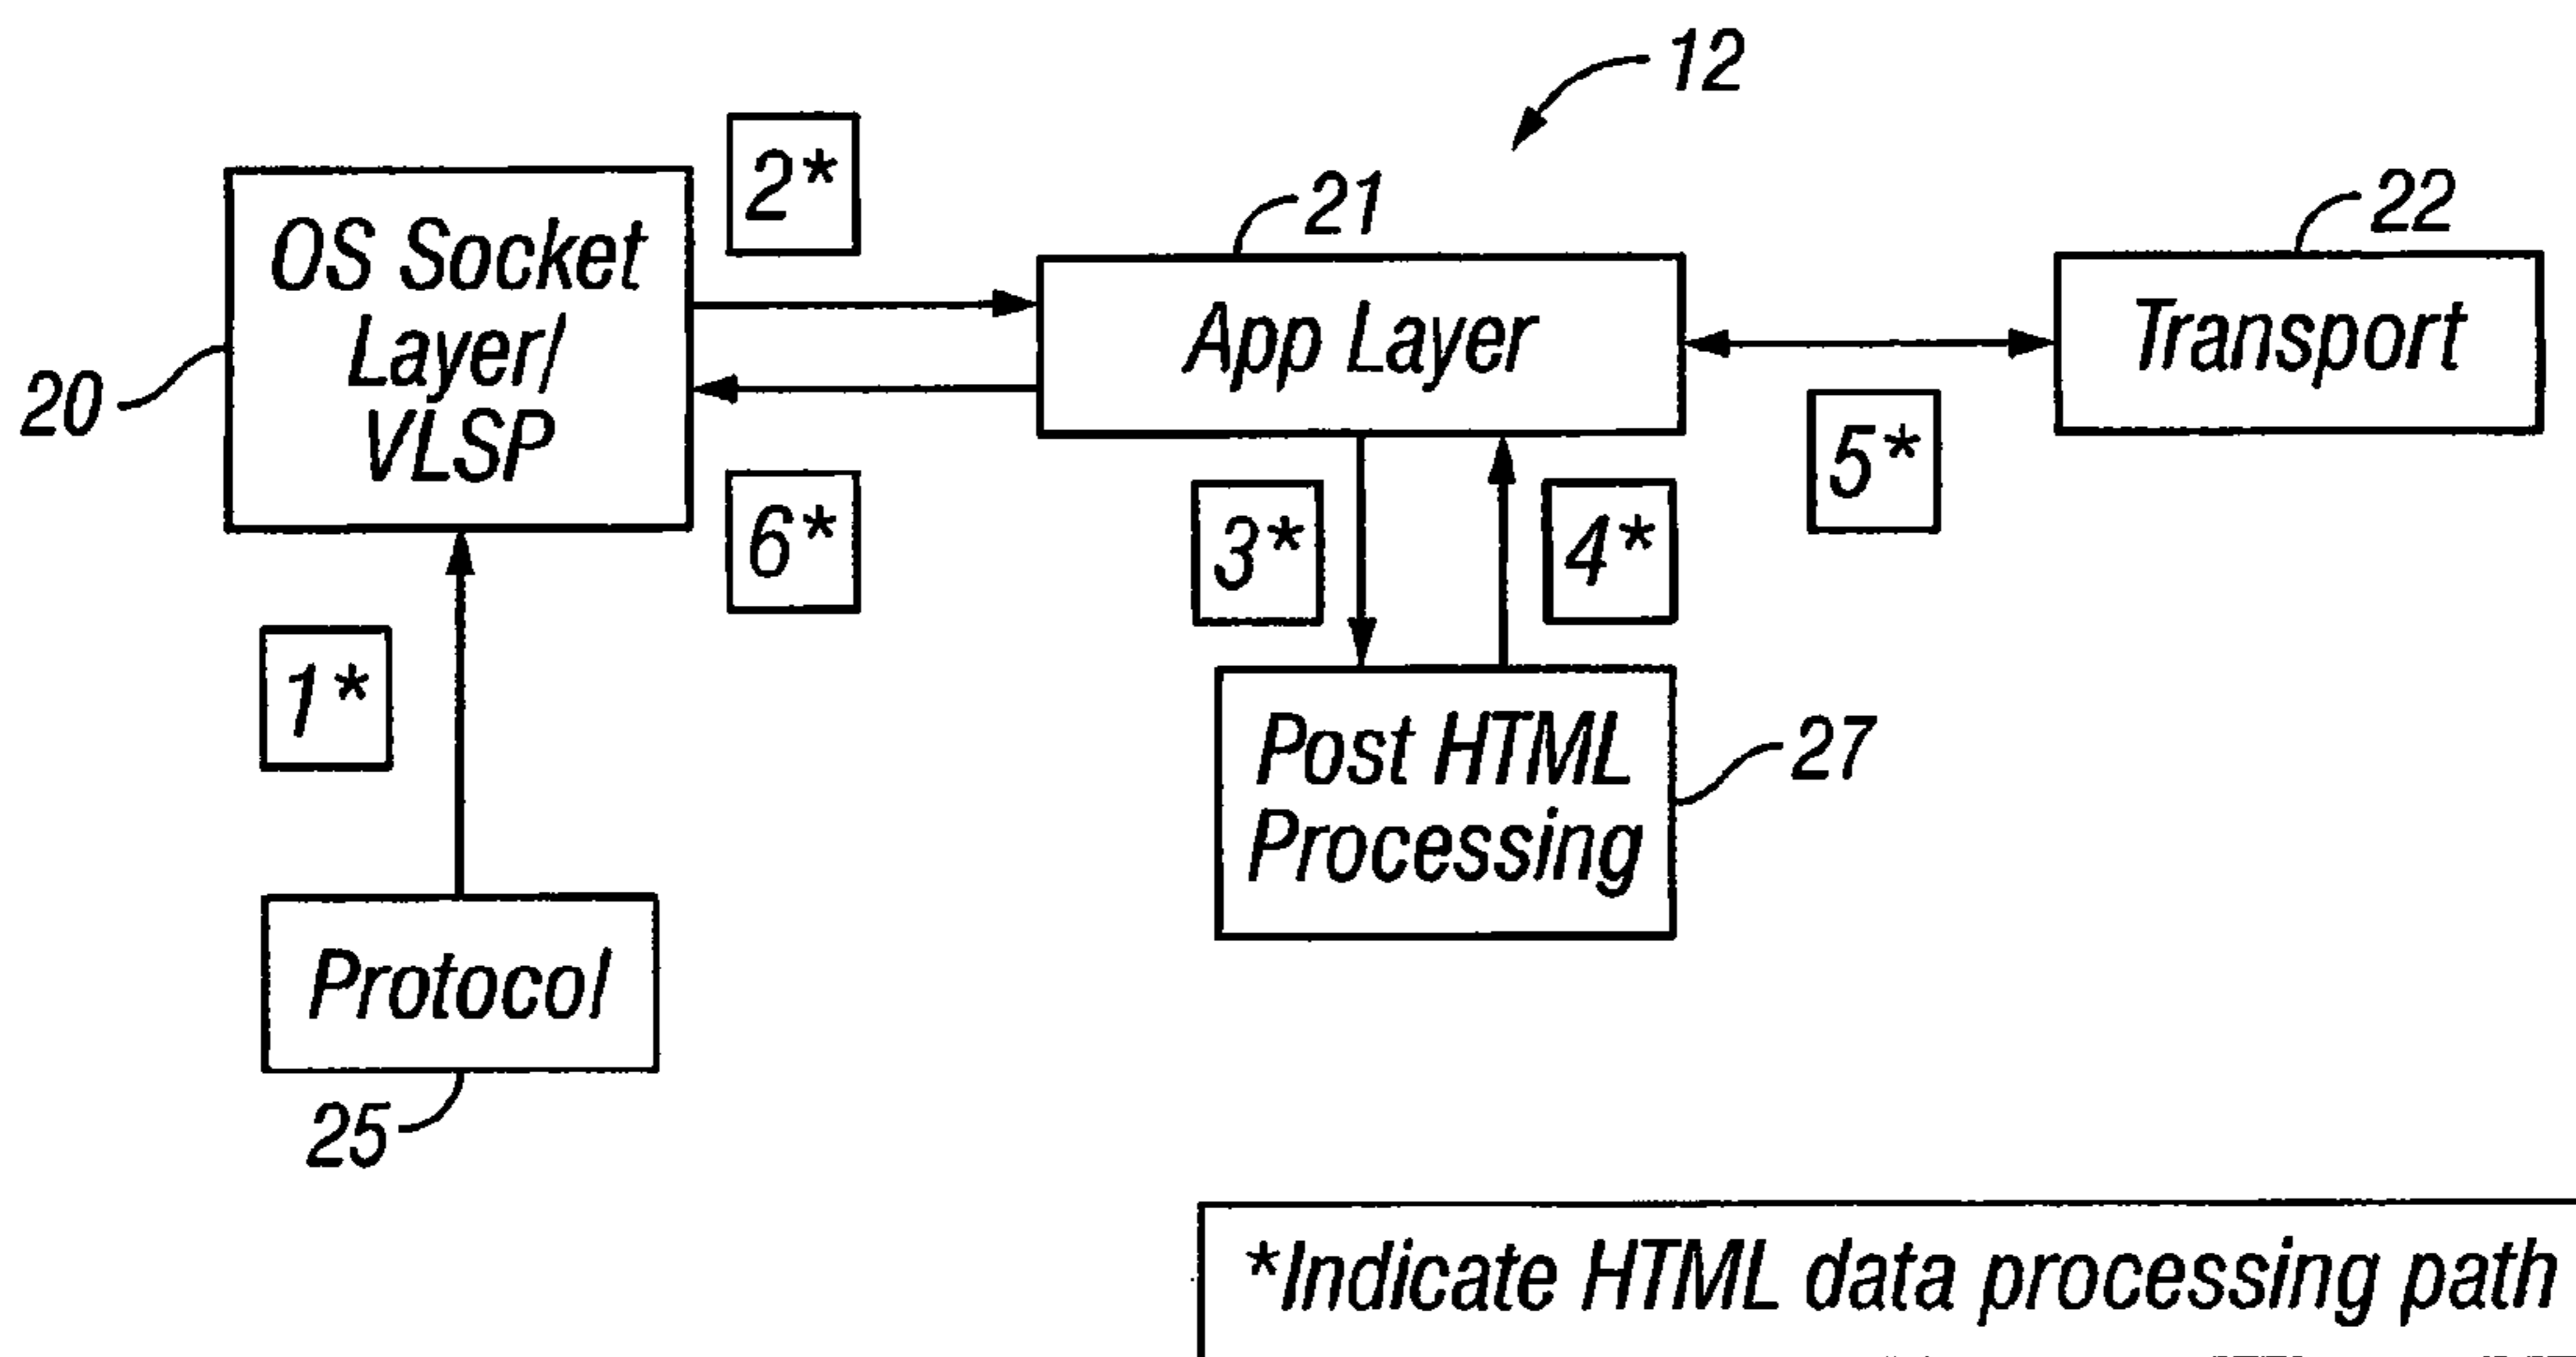 12
2*
21
22
OS Socket
Layer/
VLSP
20
App Layer
Transport
6*
3*
4*
5*
1*
Post HTML
Processing
27
Protocol
25
*Indicate HTML data processing path